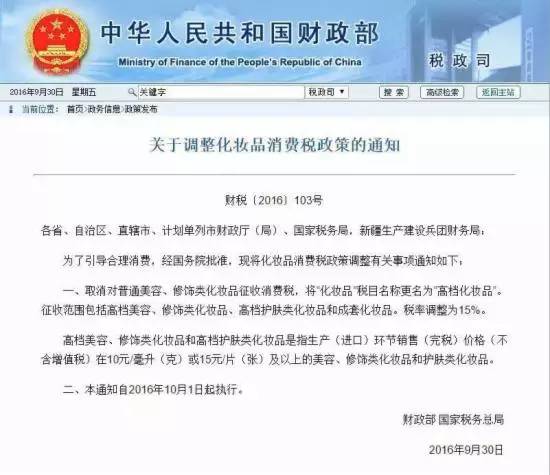 中华人民共和国财政部
Ministry of Finance of the People's Republic of China
税政司
2016年9月30日 星期五
关键字
税政司
搜 索
高级检索
返回主站
当前位置：首页>政务信息>政策发布
关于调整化妆品消费税政策的通知
财税〔2016〕103号
各省、自治区、直辖市、计划单列市财政厅（局）、国家税务局，新疆生产建设兵团财务局：
为了引导合理消费，经国务院批准，现将化妆品消费税政策调整有关事项通知如下：
一、取消对普通美容、修饰类化妆品征收消费税，将“化妆品”税目名称更名为“高档化妆品”。
征收范围包括高档美容、修饰类化妆品、高档护肤类化妆品和成套化妆品。税率调整为15%。
高档美容、修饰类化妆品和高档护肤类化妆品是指生产（进口）环节销售（完税）价格（不
含增值税）在10元/毫升（克）或15元/片（张）及以上的美容、修饰类化妆品和护肤类化妆品。
二、本通知自2016年10月1日起执行。
财政部 国家税务总局
2016年9月30日